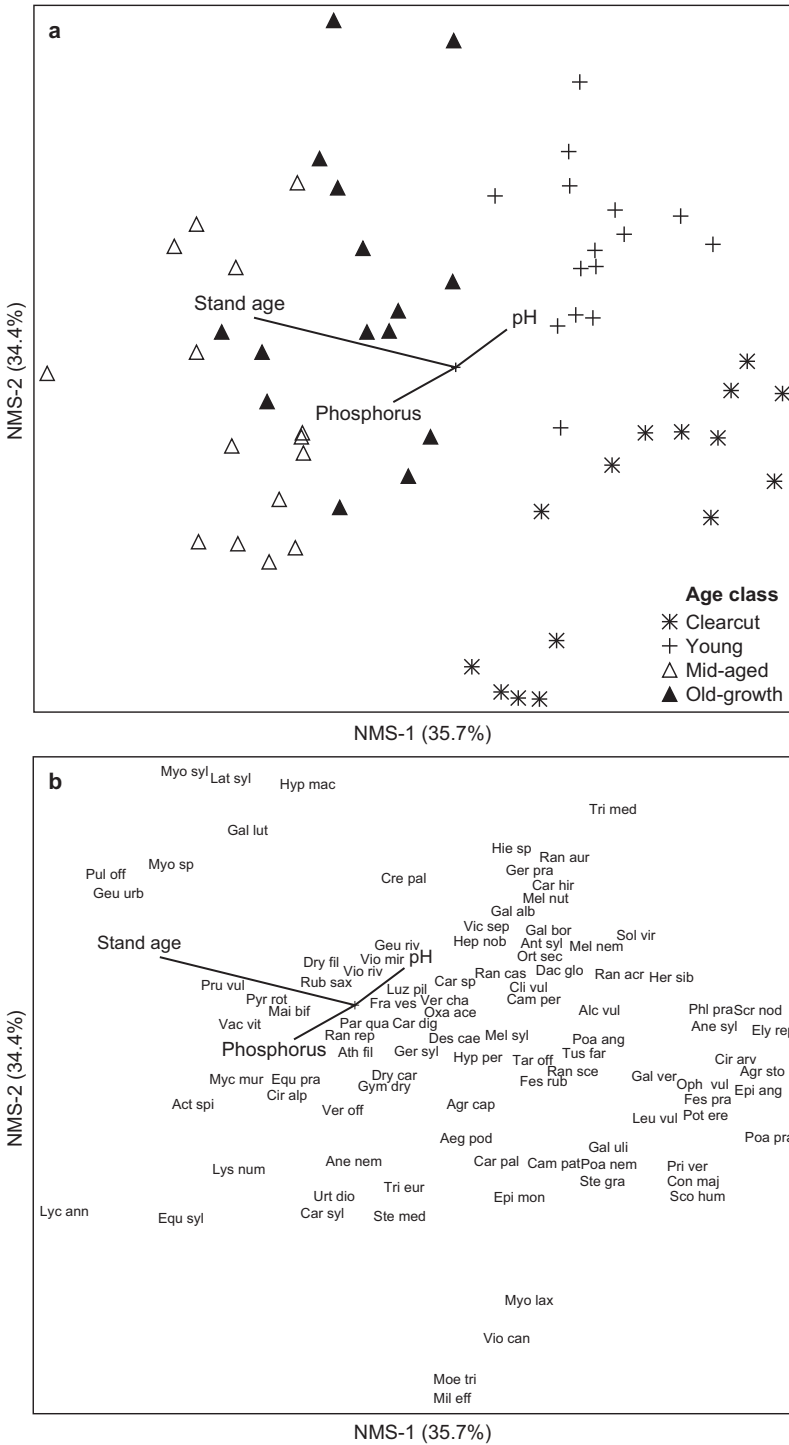 a
Stand age
pH
Phosphorus
NMS-2 (34.4%)
Age class
Clearcut
Young
Mid-aged
Old-growth
NMS-1 (35.7%)
b
Myo syl
Lat syl
Hyp mac
Tri med
Gal lut
Hie sp
Ran aur
Myo sp
Ger pra
Pul off
Cre pal
Car hir
Geu urb
Mel nut
Gal alb
Vic sep
Gal bor
Sol vir
Stand age
Geu riv
Hep nob
Ant syl
Mel nem
Ort sec
Dry fil
Vio mir
pH
Vio riv
Ran cas
Dac glo
Ran acr
Her sib
Pru vul
Rub sax
Luz pil
Car sp
Cli vul
Pyr rot
Fra ves
Ver cha
Cam per
Mai bif
Oxa ace
Alc vul
Phl pra
Scr nod
Vac vit
Par qua
Car dig
Ane syl
Ely rep
Ran rep
Des cae
Mel syl
Poa ang
Phosphorus
Ath fil
Ger syl
Hyp per
Tar off
Tus far
Cir arv
Ran sce
Agr sto
Myc mur
Equ pra
Dry car
Fes rub
Gal ver
Oph vul
Epi ang
Cir alp
Gym dry
Fes pra
Act spi
Ver off
Agr cap
Leu vul
Pot ere
Aeg pod
Poa pra
Gal uli
Lys num
Ane nem
Car pal
Cam pat
Poa nem
Pri ver
Ste gra
Con maj
Urt dio
Tri eur
Epi mon
Sco hum
Lyc ann
Equ syl
Car syl
Ste med
Myo lax
Vio can
Moe tri
Mil eff
NMS-2 (34.4%)
NMS-1 (35.7%)